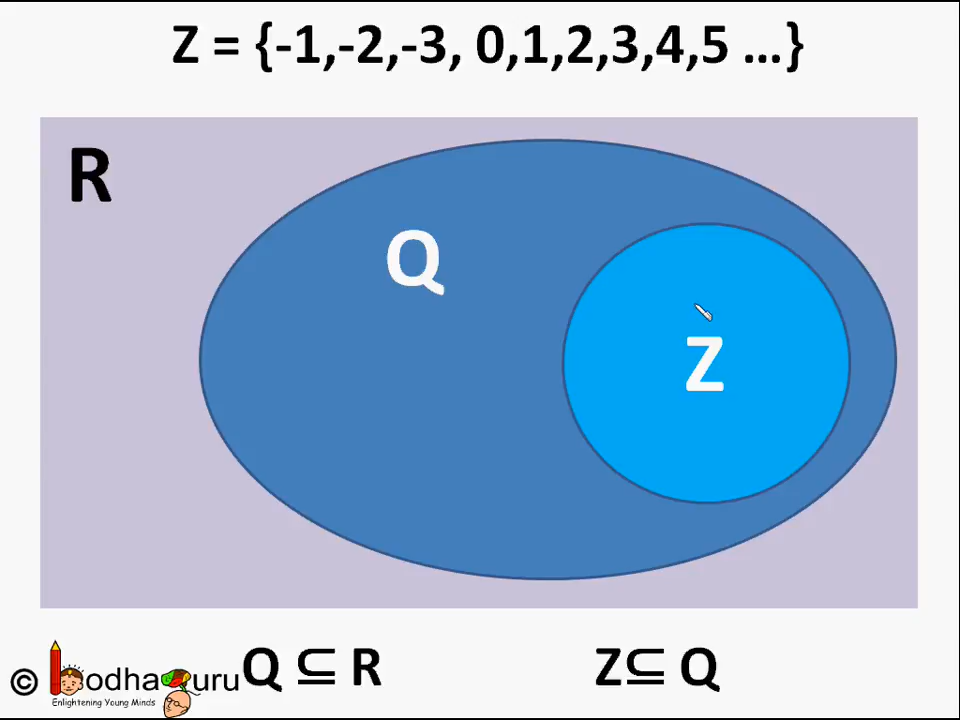 Z = {-1,-2,-3, 0,1,2,3,4,5 ...}
R
Q
Z
Q ⊆ R
Z⊆ Q
© BodhaGuru
Enlightening Young Minds